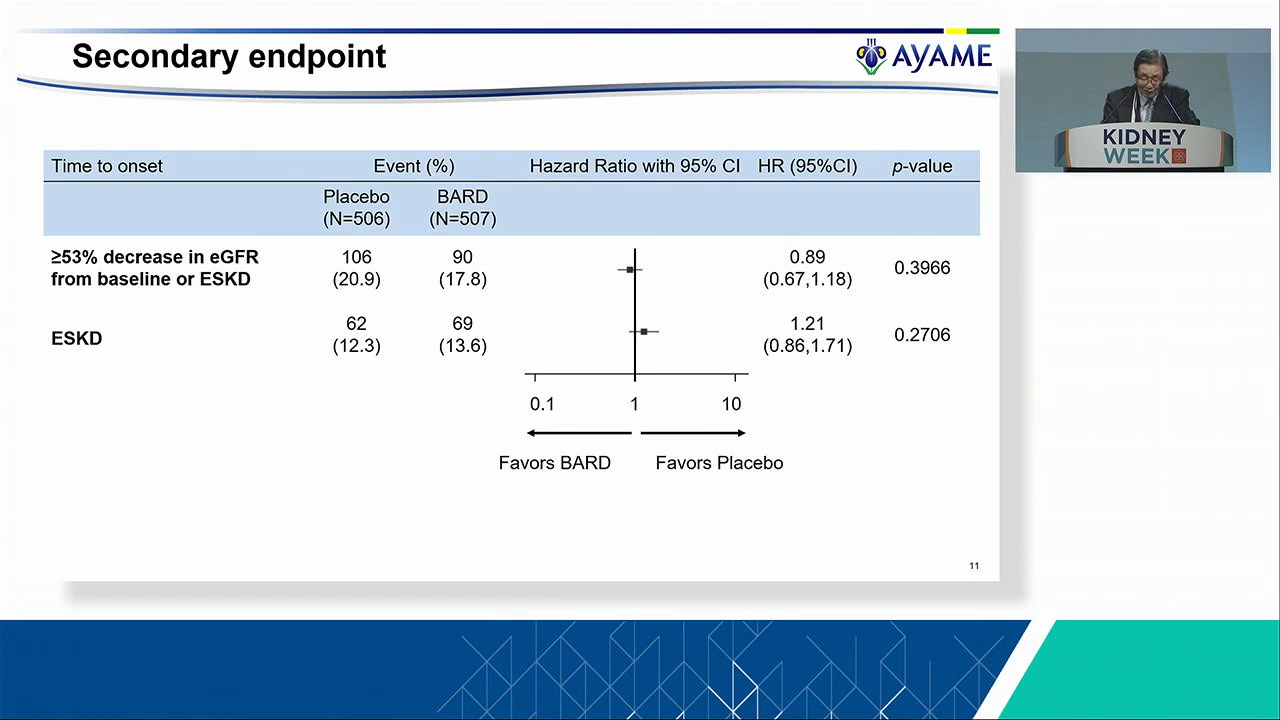 Secondary endpoint
AYAME
KIDNEY
WEEK
Time to onset Event (%) Hazard Ratio with 95% CI HR (95%CI) p-value
Placebo BARD
(N=506) (N=507)
≥53% decrease in eGFR 106 90 0.89
from baseline or ESKD (20.9) (17.8) (0.67,1.18) 0.3966
ESKD 62 69 1.21
(12.3) (13.6) (0.86,1.71) 0.2706
0.1 1 10
Favors BARD Favors Placebo
11